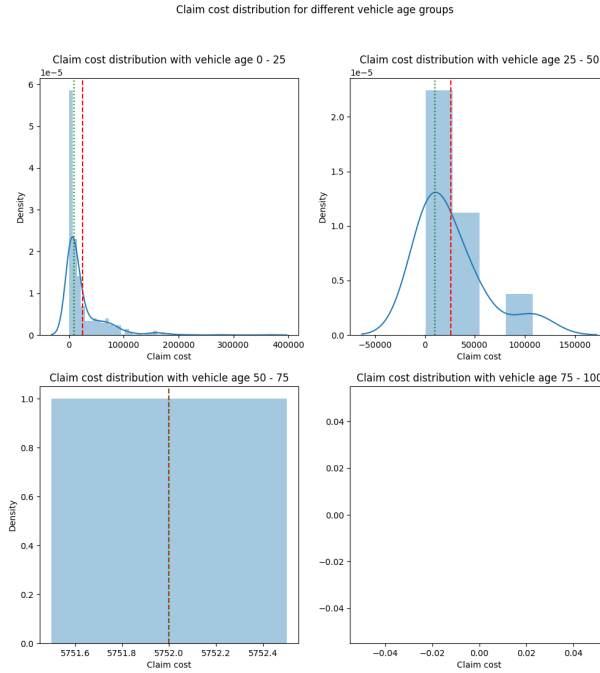 Claim cost distribution for different vehicle age groups
Claim cost distribution with vehicle age 0 - 25
1e−5
6
5
4
3
2
1
0
Density
0 100000 200000 300000 400000
Claim cost
Claim cost distribution with vehicle age 25 - 50
1e−5
2.0
1.5
1.0
0.5
0.0
Density
−50000 0 50000 100000 150000
Claim cost
Claim cost distribution with vehicle age 50 - 75
1.0
0.8
0.6
0.4
0.2
0.0
Density
5751.6 5751.8 5752.0 5752.2 5752.4
Claim cost
Claim cost distribution with vehicle age 75 - 100
0.04
0.02
0.00
−0.02
−0.04
−0.04 −0.02 0.00 0.02 0.04
Claim cost